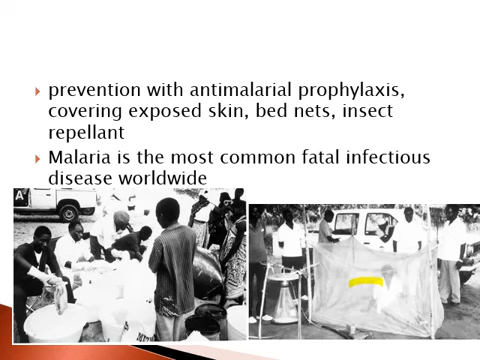 prevention with antimalarial prophylaxis,
covering exposed skin, bed nets, insect
repellant
Malaria is the most common fatal infectious
disease worldwide
A